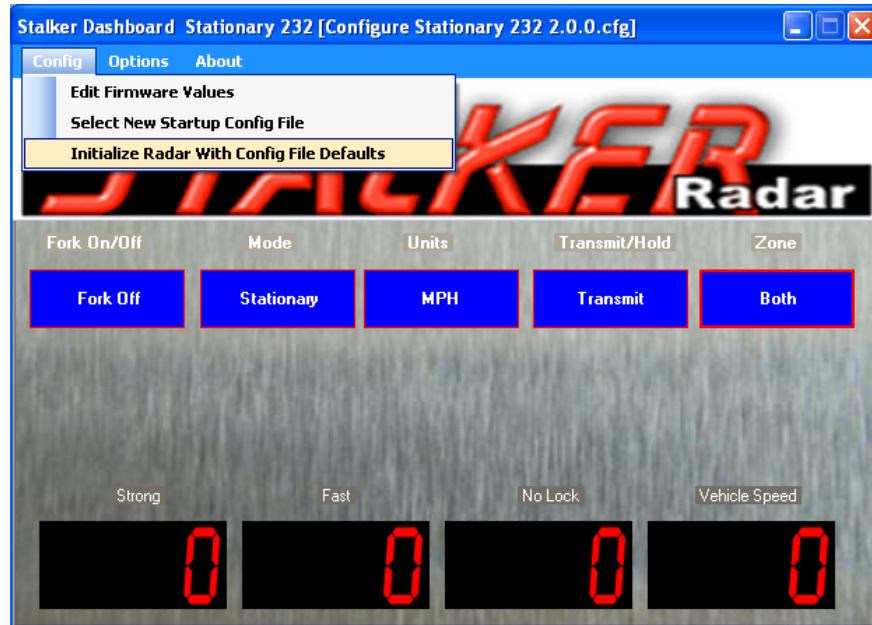 Stalker Dashboard Stationary 232 [Configure Stationary 232 2.0.0.cfg]
Config Options About
Edit Firmware Values
Select New Startup Config File
Initialize Radar With Config File Defaults
STALKER
Radar
Fork On/Off Mode Units Transmit/Hold Zone
Fork Off Stationary MPH Transmit Both
Strong Fast No Lock Vehicle Speed
0 0 0 0